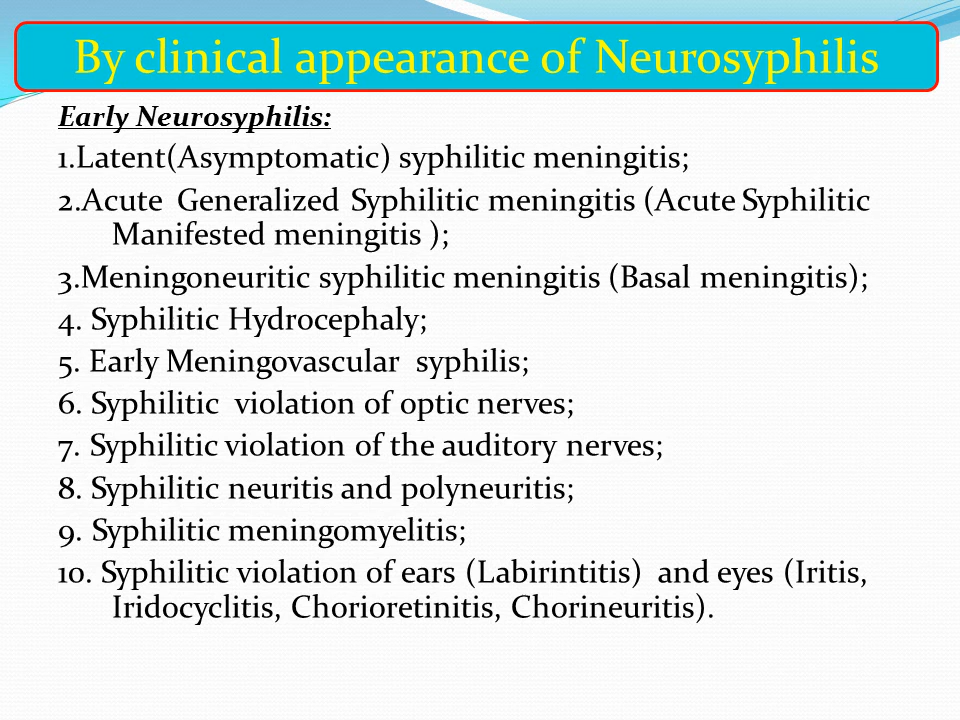 By clinical appearance of Neurosyphilis
Early Neurosyphilis:
1.Latent(Asymptomatic) syphilitic meningitis;
2.Acute Generalized Syphilitic meningitis (Acute Syphilitic
Manifested meningitis );
3.Meningoneuritic syphilitic meningitis (Basal meningitis);
4. Syphilitic Hydrocephaly;
5. Early Meningovascular syphilis;
6. Syphilitic violation of optic nerves;
7. Syphilitic violation of the auditory nerves;
8. Syphilitic neuritis and polyneuritis;
9. Syphilitic meningomyelitis;
10. Syphilitic violation of ears (Labirintitis) and eyes (Iritis,
Iridocyclitis, Chorioretinitis, Chorineuritis).